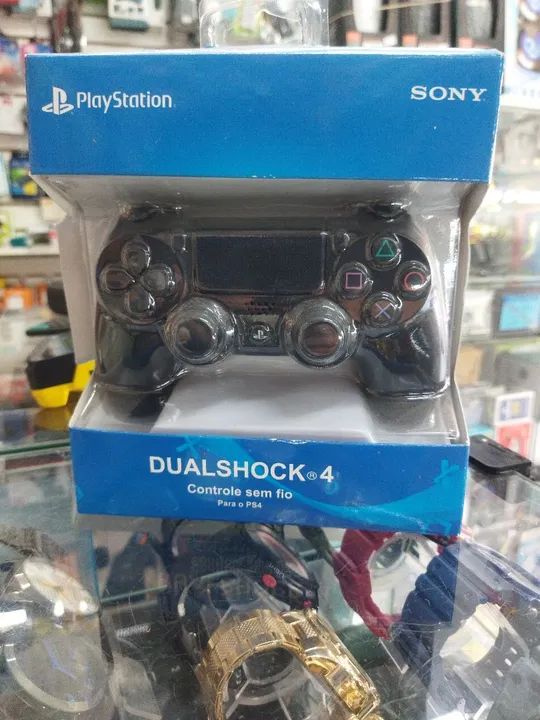 PlayStation
SONY
DUALSHOCK® 4
Controle sem fio
Para o PS4